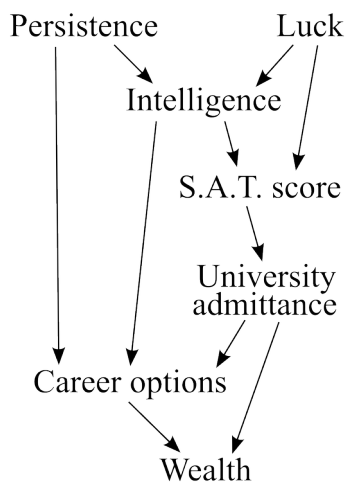 Persistence
Luck
Intelligence
S.A.T. score
University
admittance
Career options
Wealth